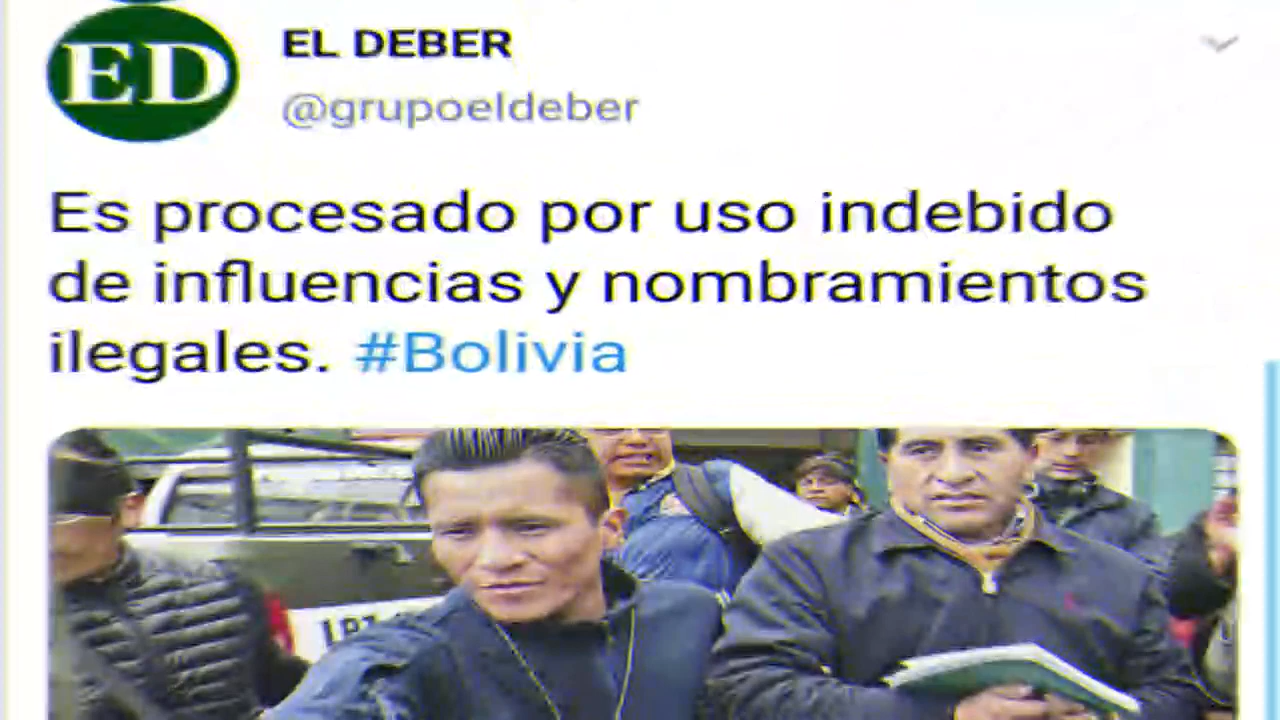 ED
EL DEBER
@grupoeldeber
Es procesado por uso indebido
de influencias y nombramientos
ilegales. #Bolivia